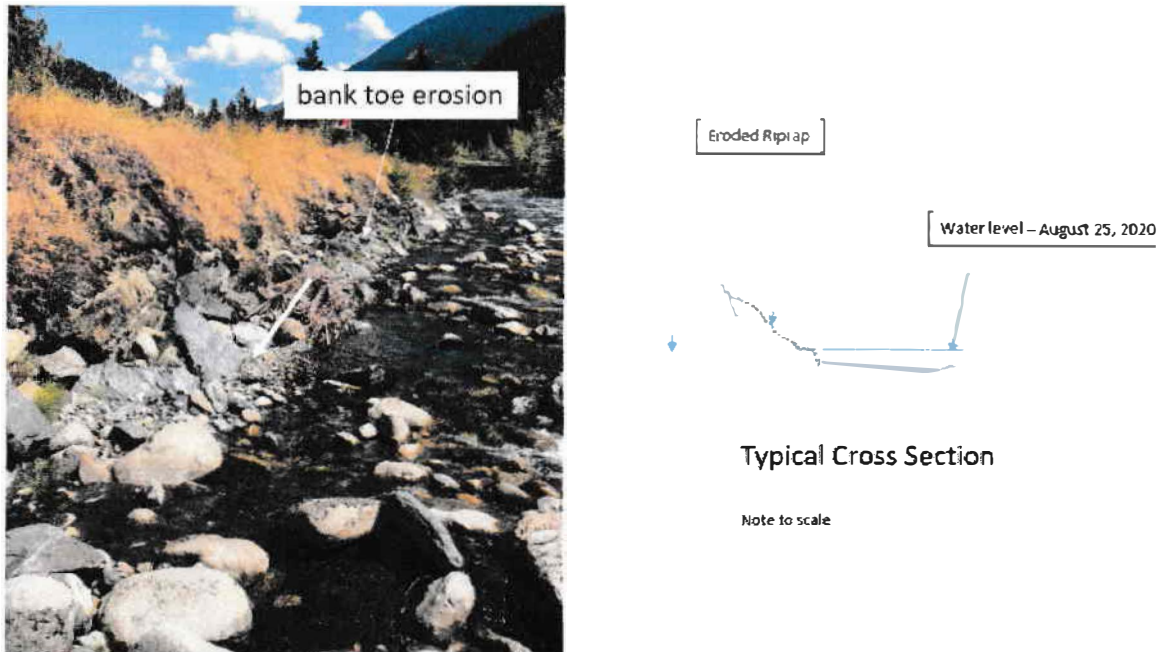 bank toe erosion
Eroded Riprap
Water level – August 25, 2020
Typical Cross Section
Note to scale